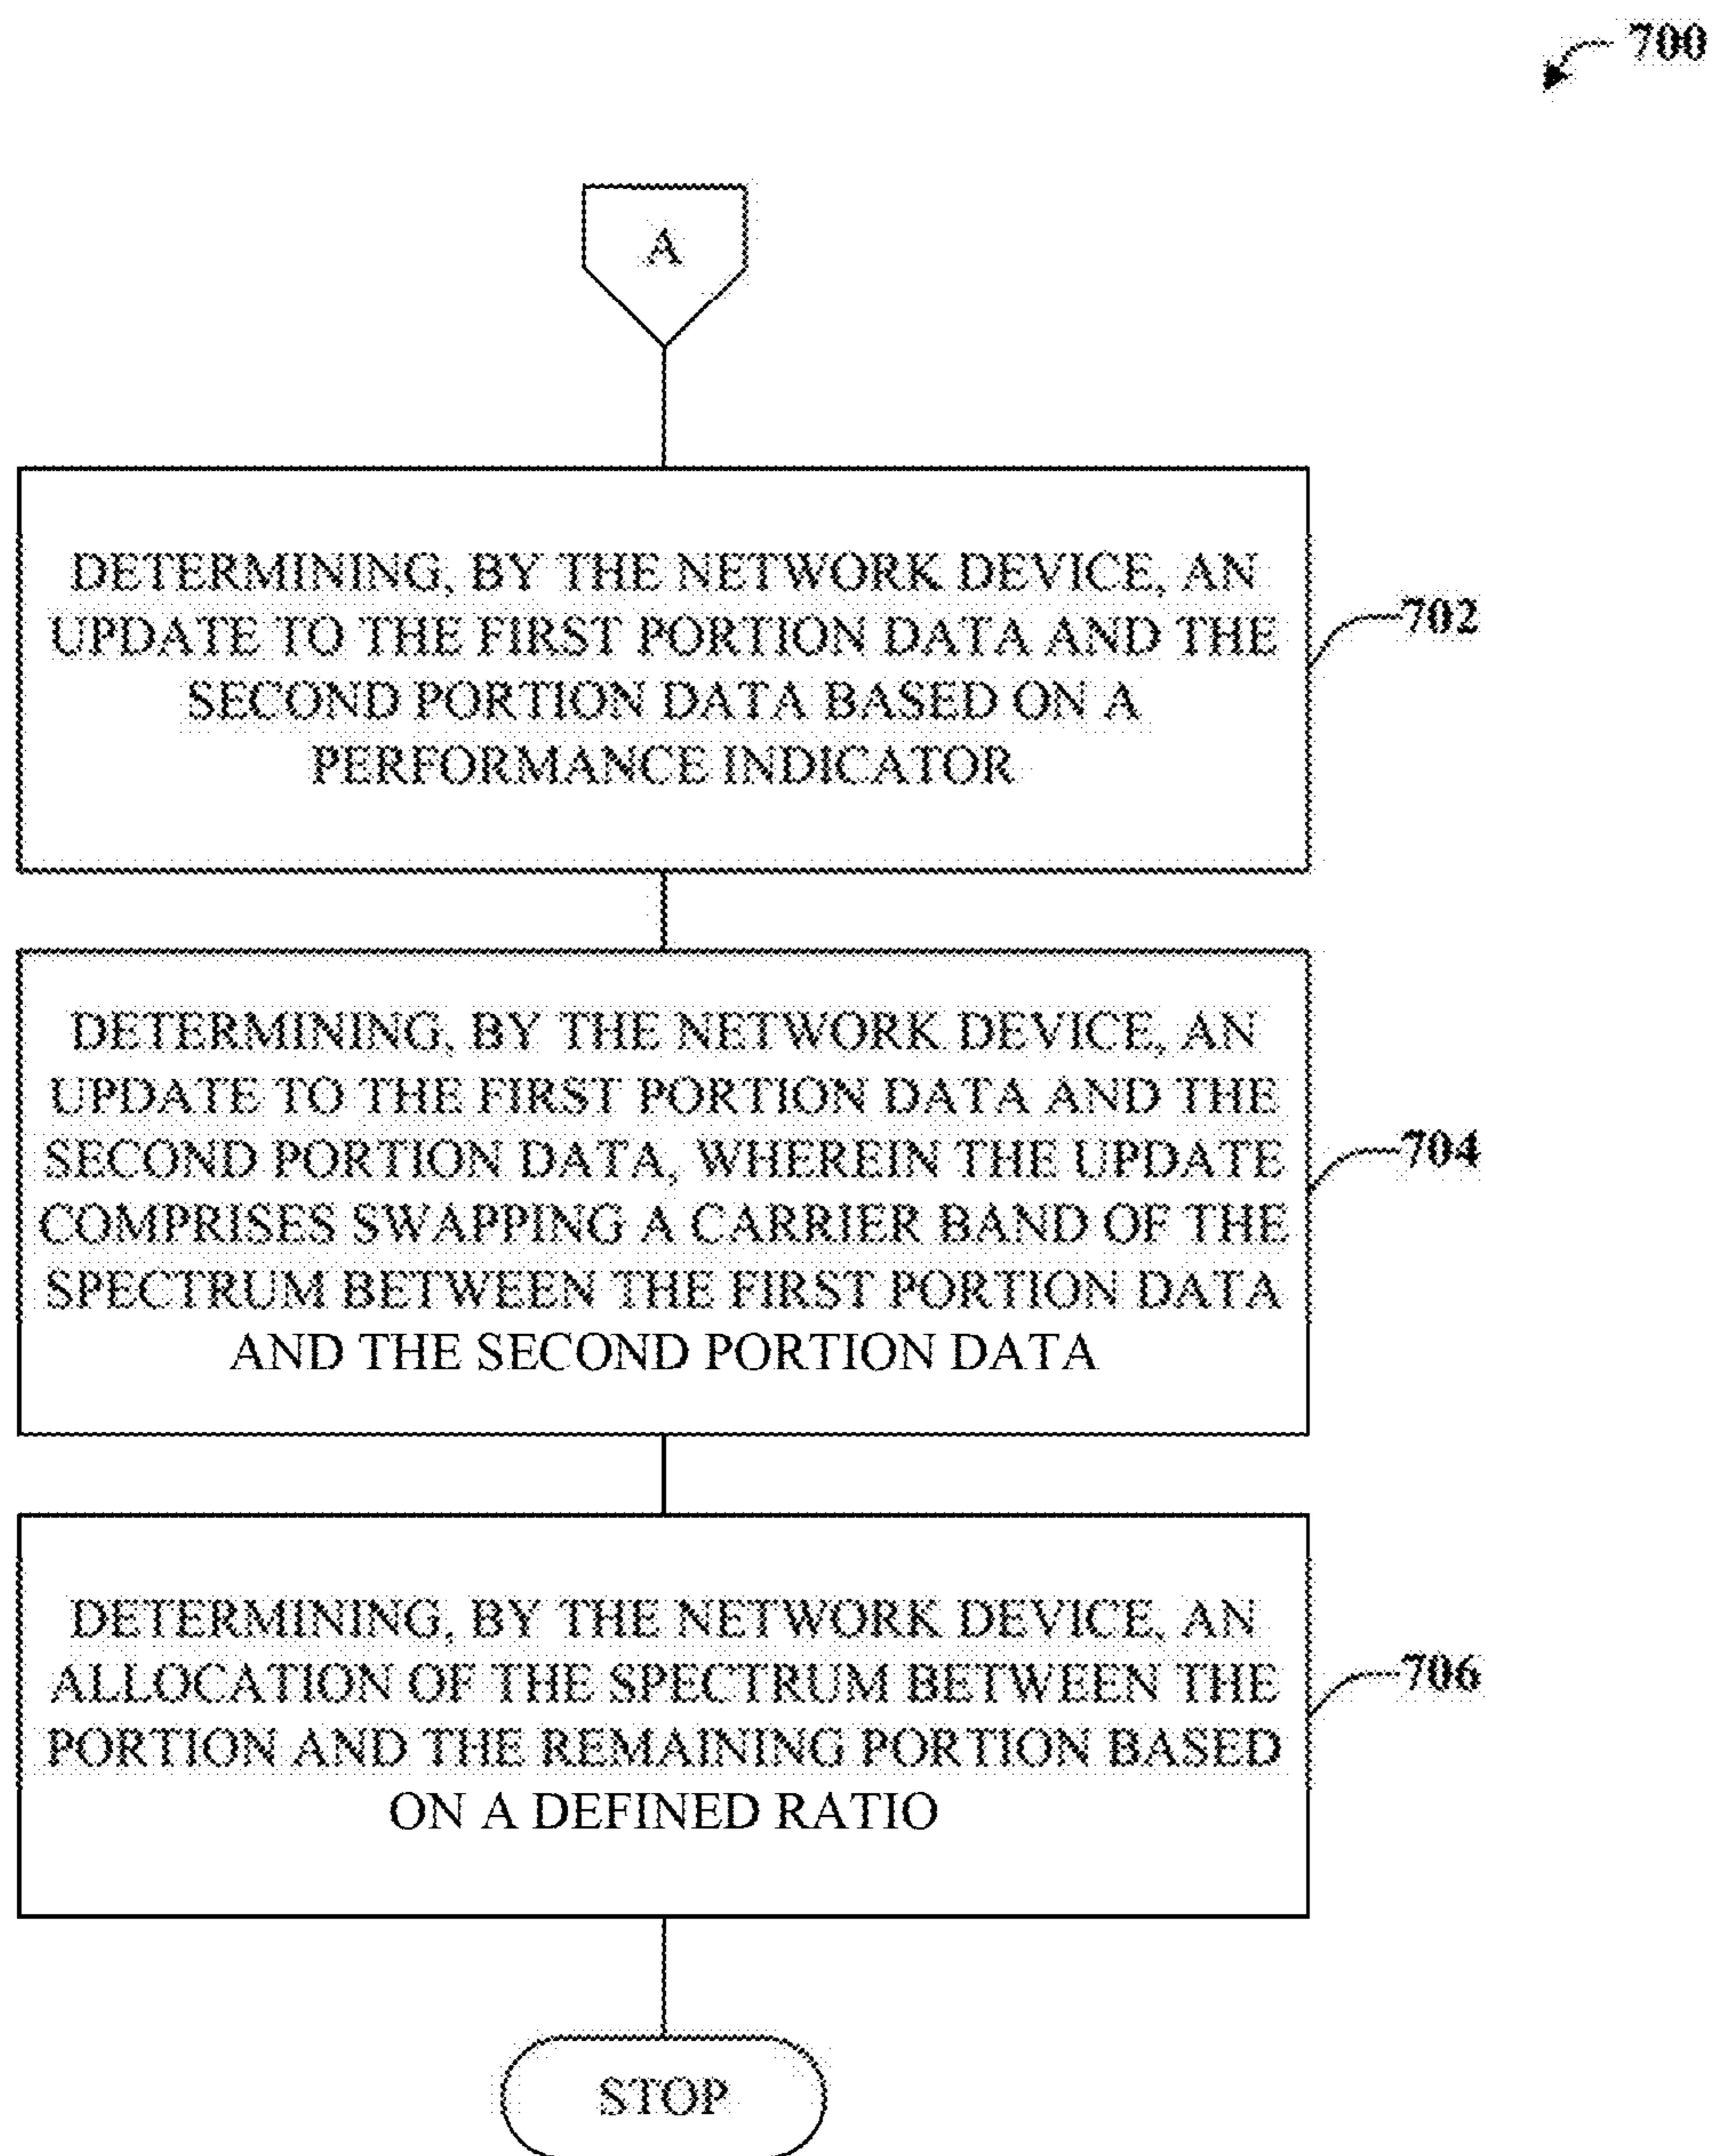 700
A
DETERMINING, BY THE NETWORK DEVICE, AN
UPDATE TO THE FIRST PORTION DATA AND THE
SECOND PORTION DATA BASED ON A
PERFORMANCE INDICATOR
702
DETERMINING, BY THE NETWORK DEVICE, AN
UPDATE TO THE FIRST PORTION DATA AND THE
SECOND PORTION DATA, WHEREIN THE UPDATE
COMPRISES SWAPPING A CARRIER BAND OF THE
SPECTRUM BETWEEN THE FIRST PORTION DATA
AND THE SECOND PORTION DATA
704
DETERMINING, BY THE NETWORK DEVICE, AN
ALLOCATION OF THE SPECTRUM BETWEEN THE
PORTION AND THE REMAINING PORTION BASED
ON A DEFINED RATIO
706
STOP